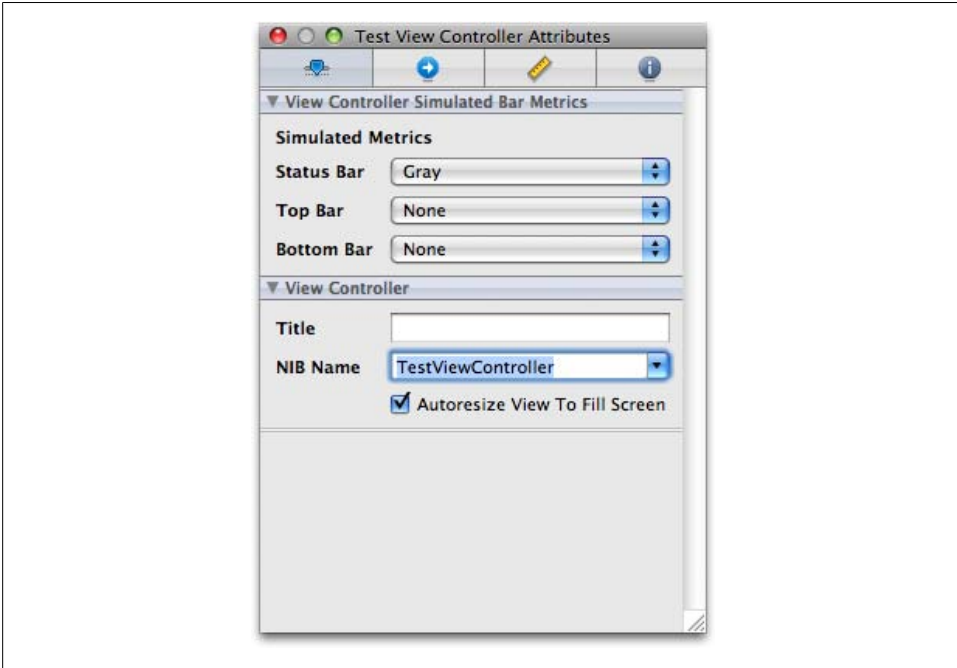 Test View Controller Attributes
View Controller Simulated Bar Metrics
Simulated Metrics
Status Bar Gray
Top Bar None
Bottom Bar None
View Controller
Title
NIB Name TestViewController
Autoresize View To Fill Screen